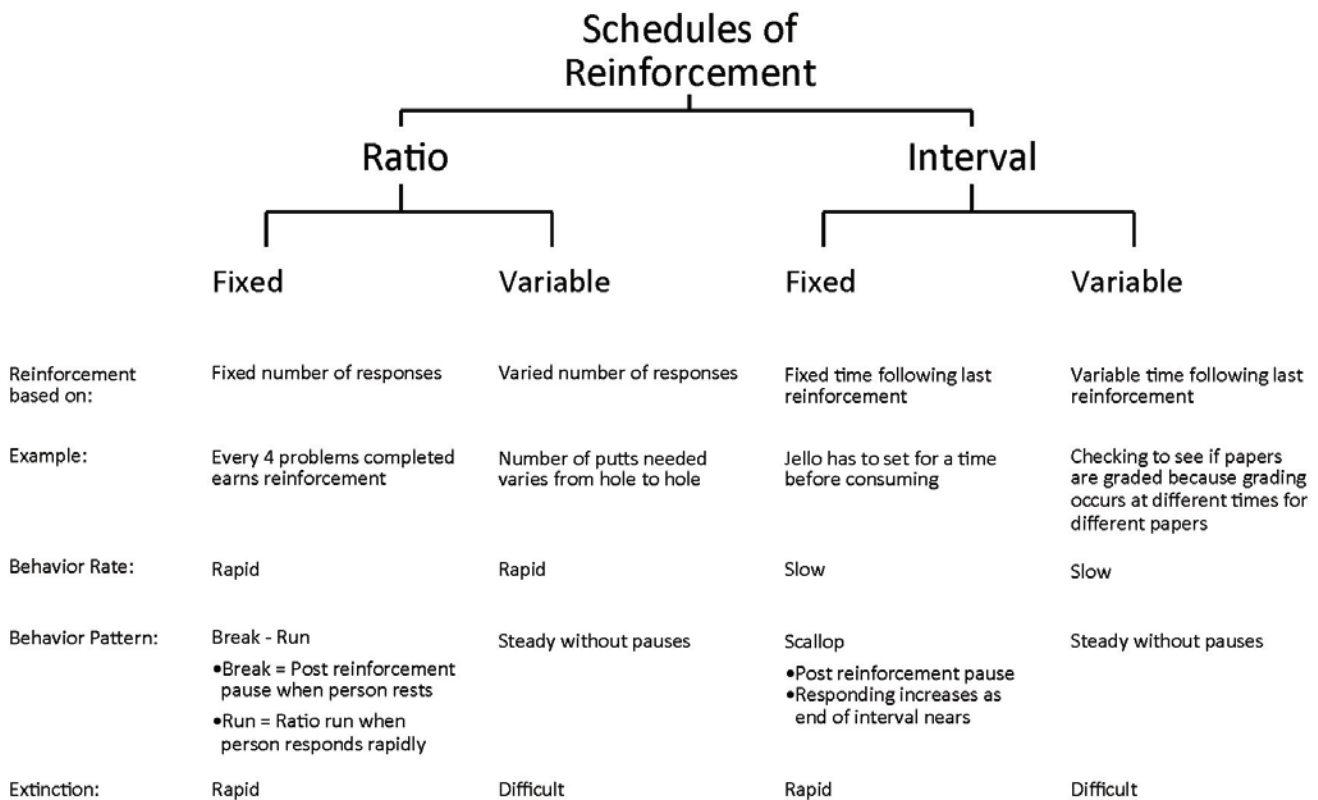 Schedules of
Reinforcement
Ratio
Interval
Fixed
Variable
Fixed
Variable
Reinforcement
based on:
Fixed number of responses
Varied number of responses
Fixed time following last
reinforcement
Variable time following last
reinforcement
Example:
Every 4 problems completed
earns reinforcement
Number of putts needed
varies from hole to hole
Jello has to set for a time
before consuming
Checking to see if papers
are graded because grading
occurs at different times for
different papers
Behavior Rate:
Rapid
Rapid
Slow
Slow
Behavior Pattern:
Break - Run
•Break = Post reinforcement
pause when person rests
•Run = Ratio run when
person responds rapidly
Steady without pauses
Scallop
•Post reinforcement pause
•Responding increases as
end of interval nears
Steady without pauses
Extinction:
Rapid
Difficult
Rapid
Difficult